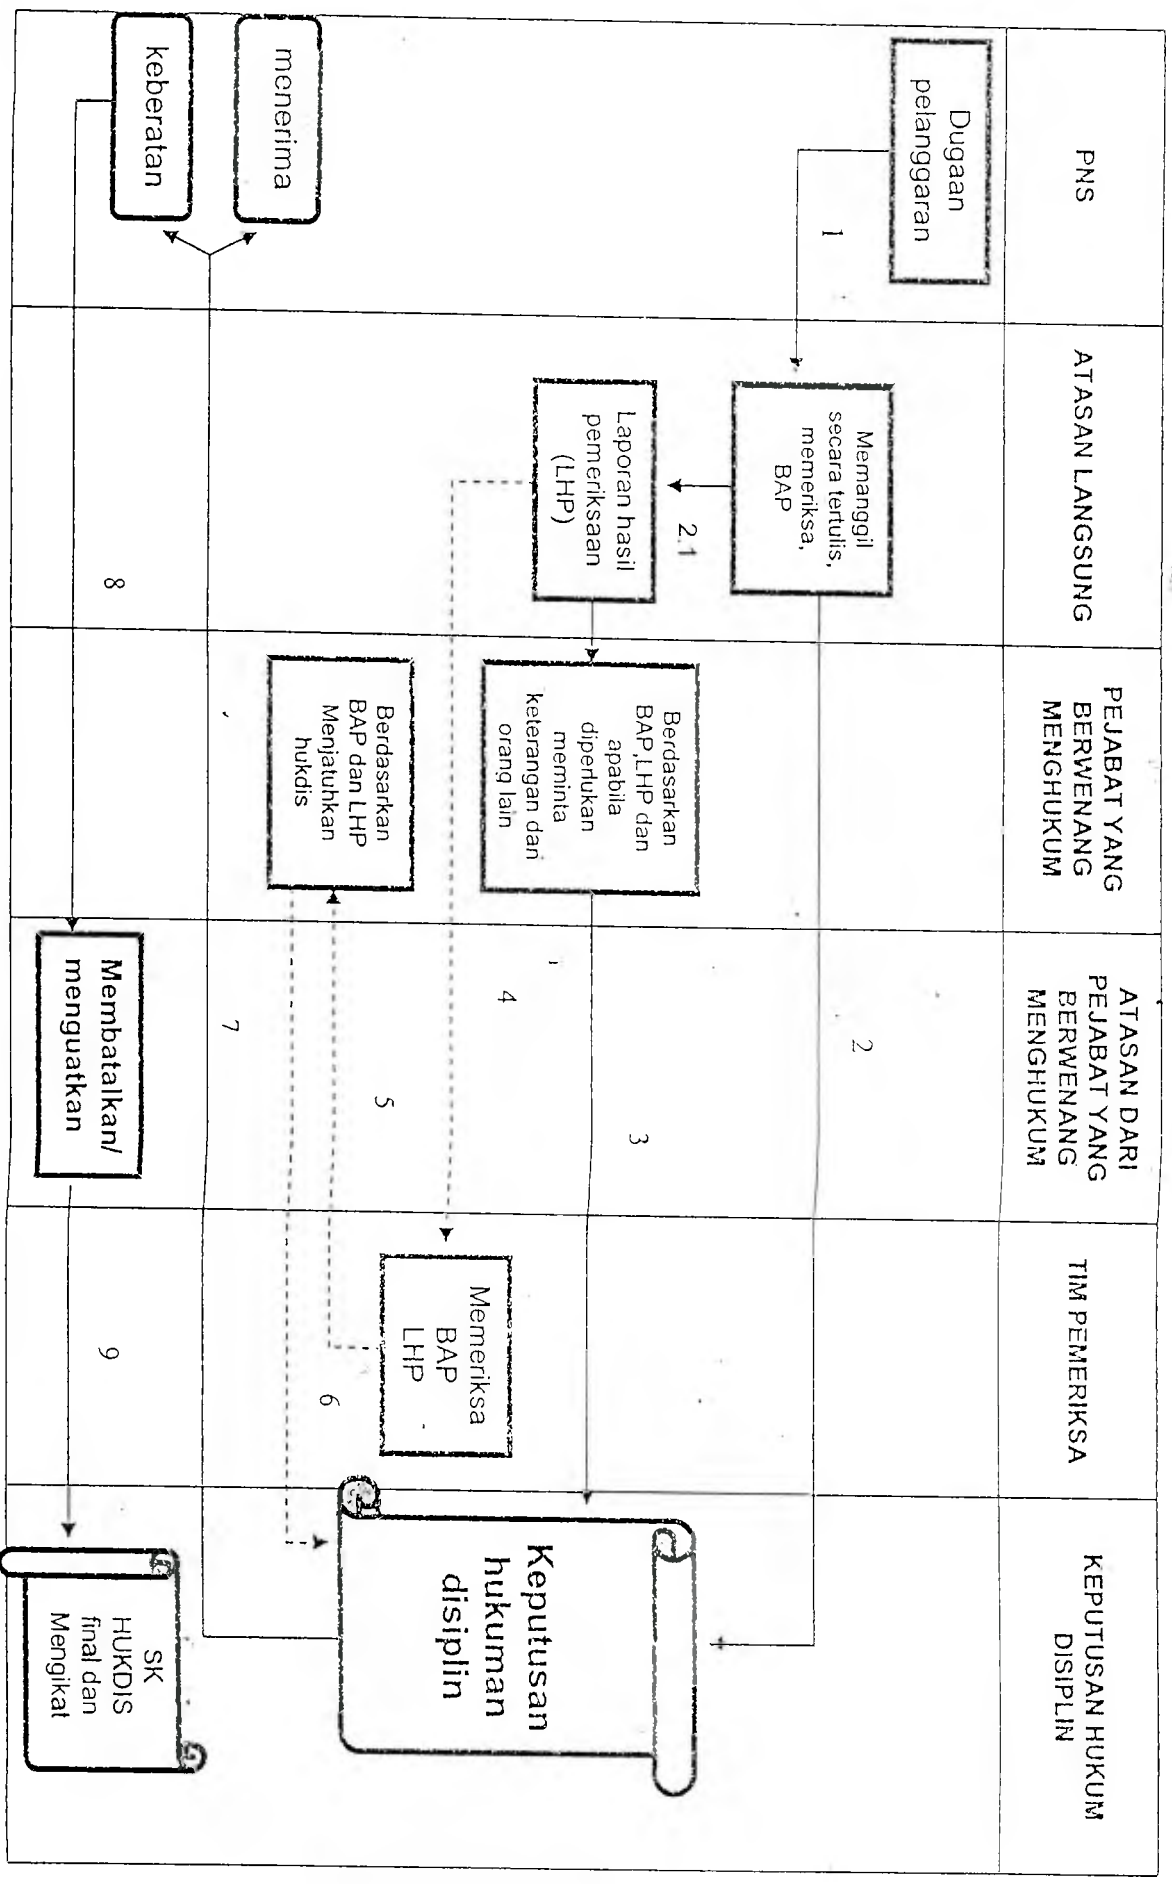 PNS
ATASAN LANGSUNG
PEJABAT YANG
BERWENANG
MENGHUKUM
ATASAN DARI
PEJABAT YANG
BERWENANG
MENGHUKUM
TIM PEMERIKSA
KEPUTUSAN HUKUM
DISIPLIN
Dugaan
pelanggaran
1
Memanggil
secara tertulis,
memeriksa,
BAP
2
2.1
Laporan hasil
pemeriksaan
(LHP)
Berdasarkan
BAP,LHP dan
apabila
diperlukan
meminta
keterangan dari
orang lain
3
4
Memeriksa
BAP
LHP
5
Berdasarkan
BAP dan LHP
Menjatuhkan
hukdis
6
Keputusan
hukuman
disiplin
7
menerima
keberatan
8
Membatalkan/
menguatkan
9
SK
HUKDIS
final dan
Mengikat